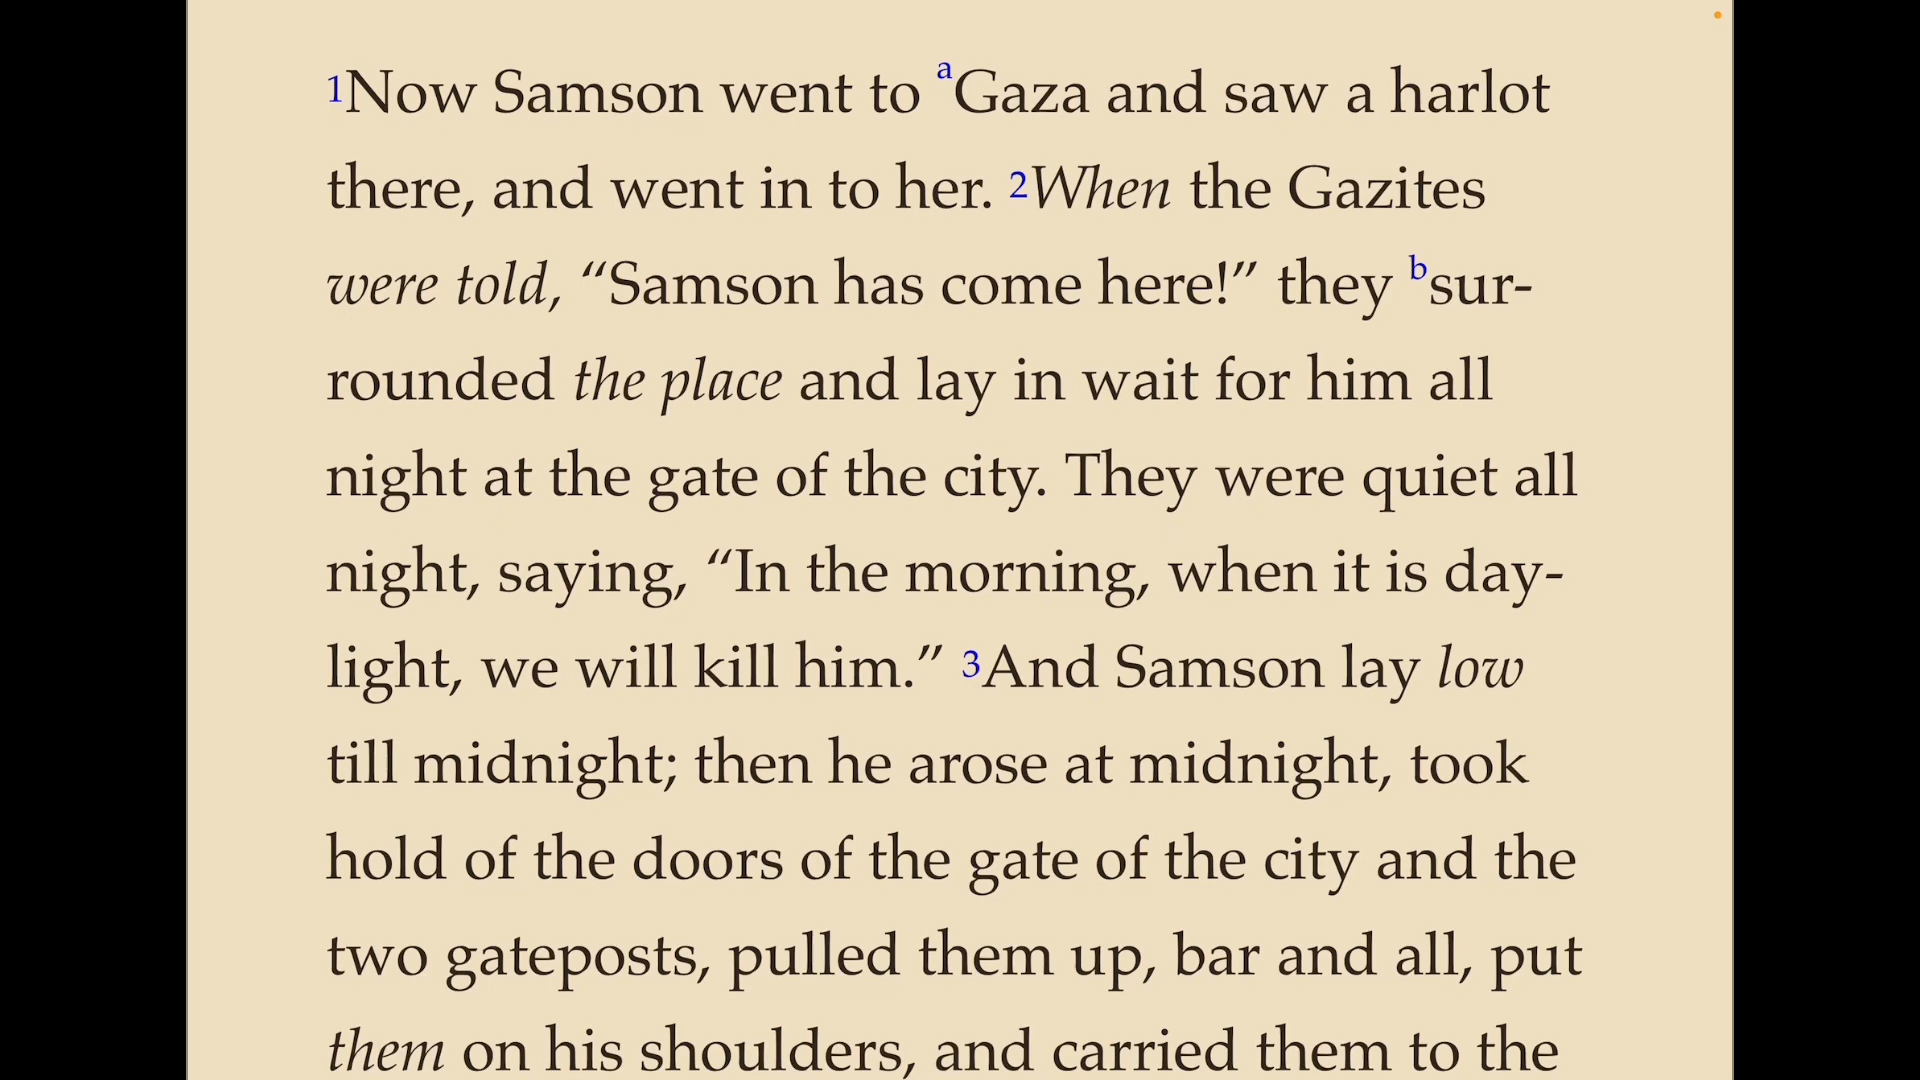 1Now Samson went to aGaza and saw a harlot
there, and went in to her. 2When the Gazites
were told, “Samson has come here!” they bsur-
rounded the place and lay in wait for him all
night at the gate of the city. They were quiet all
night, saying, “In the morning, when it is day-
light, we will kill him.” 3And Samson lay low
till midnight; then he arose at midnight, took
hold of the doors of the gate of the city and the
two gateposts, pulled them up, bar and all, put
them on his shoulders, and carried them to the